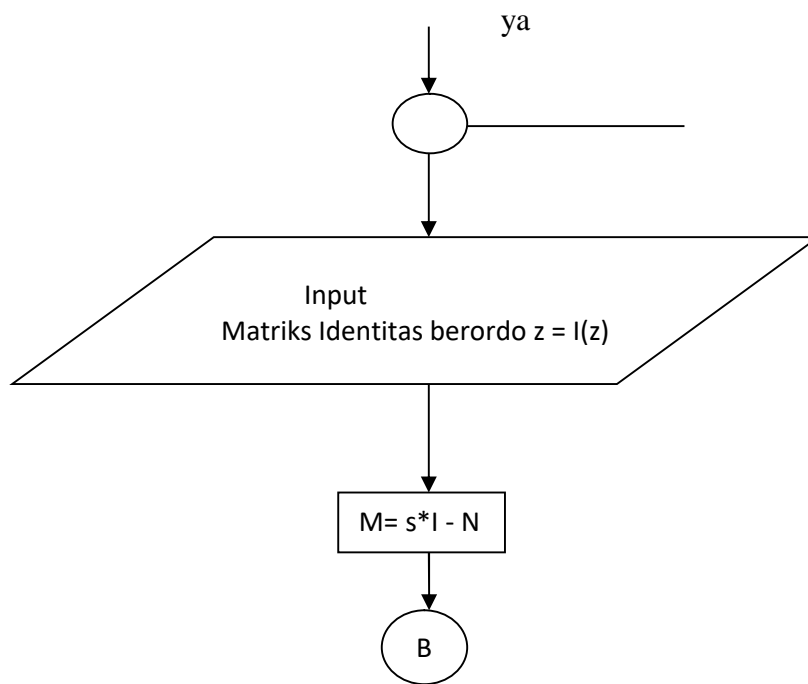 ya
Input
Matriks Identitas berordo z = I(z)
M= s*I - N
B